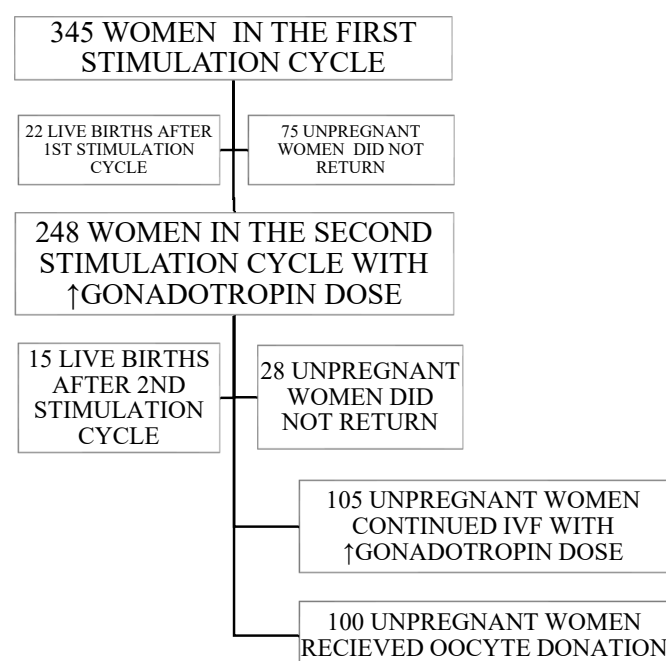 345 WOMEN IN THE FIRST
STIMULATION CYCLE
22 LIVE BIRTHS AFTER
1ST STIMULATION
CYCLE
75 UNPREGNANT
WOMEN DID NOT
RETURN
248 WOMEN IN THE SECOND
STIMULATION CYCLE WITH
↑GONADOTROPIN DOSE
15 LIVE BIRTHS
AFTER 2ND
STIMULATION
CYCLE
28 UNPREGNANT
WOMEN DID
NOT RETURN
105 UNPREGNANT WOMEN
CONTINUED IVF WITH
↑GONADOTROPIN DOSE
100 UNPREGNANT WOMEN
RECIEVED OOCYTE DONATION